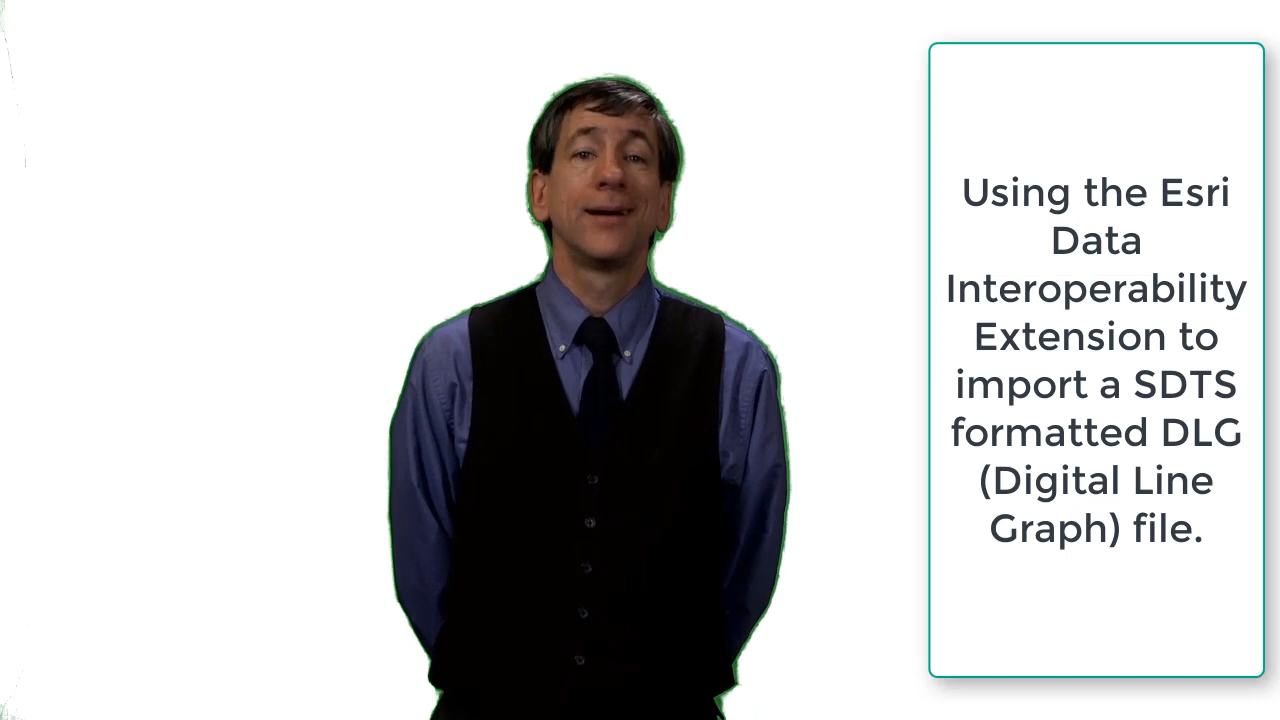 Using the Esri
Data
Interoperability
Extension to
import a SDTS
formatted DLG
(Digital Line
Graph) file.